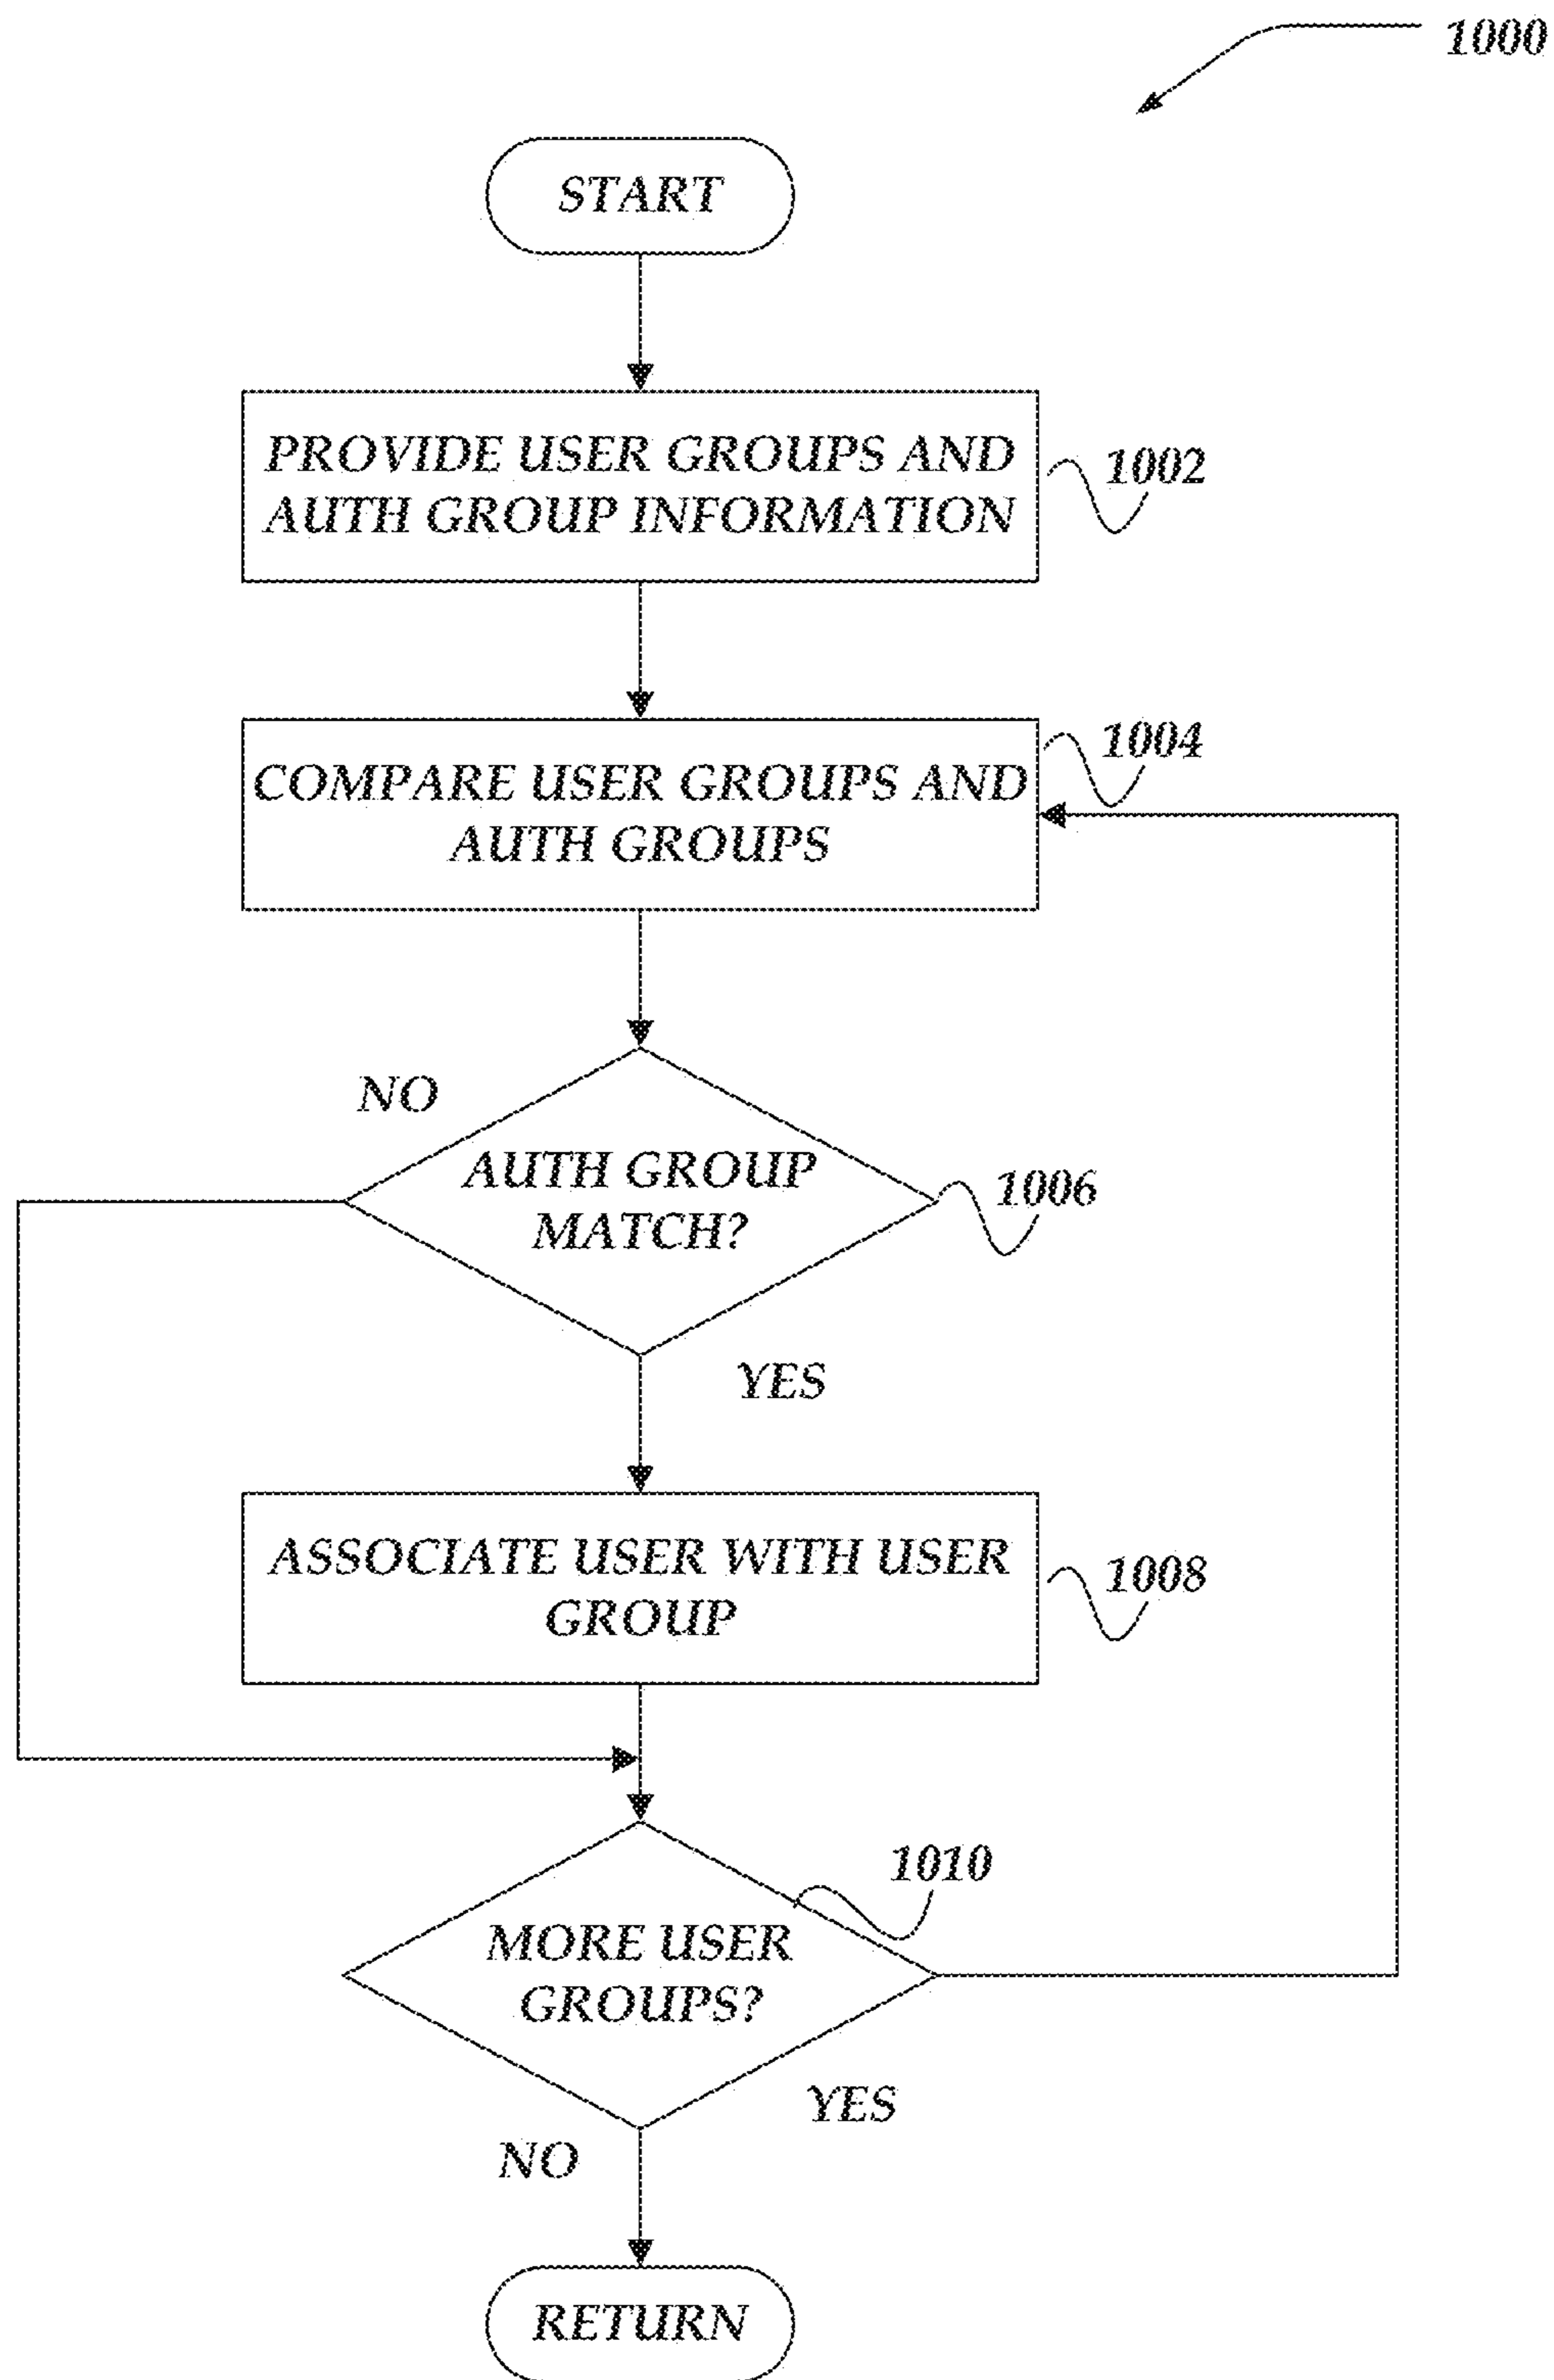 1000
START
PROVIDE USER GROUPS AND
AUTH GROUP INFORMATION
1002
COMPARE USER GROUPS AND
AUTH GROUPS
1004
NO
AUTH GROUP
MATCH?
1006
YES
ASSOCIATE USER WITH USER
GROUP
1008
1010
MORE USER
GROUPS?
YES
NO
RETURN